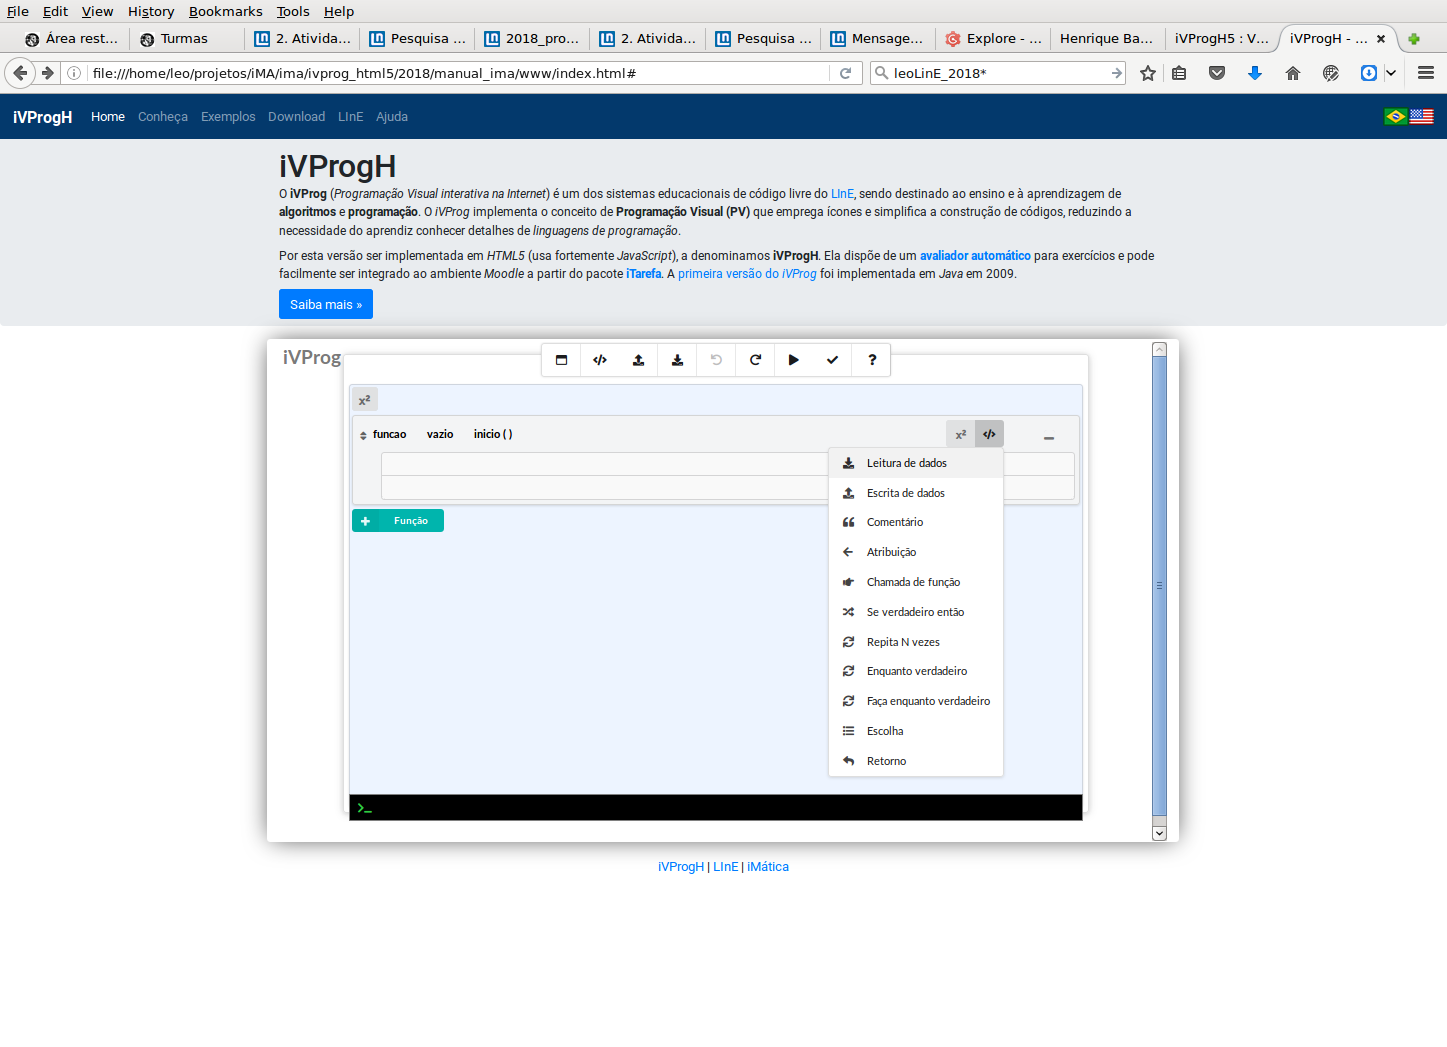 File Edit View History Bookmarks Tools Help
Área rest... Turmas 2. Ativida... Pesquisa ... 2018_pro... 2. Ativida... Pesquisa ... Mensage... Explore - ... Henrique Ba... iVProgH5 : V... iVProgH - ...
file:///home/leo/projetos/iMA/ima/ivprog_html5/2018/manual_ima/www/index.html# leoLinE_2018*
iVProgH Home Conheça Exemplos Download LInE Ajuda
iVProgH
O iVProg (Programação Visual interativa na Internet) é um dos sistemas educacionais de código livre do LInE, sendo destinado ao ensino e à aprendizagem de
algoritmos e programação. O iVProg implementa o conceito de Programação Visual (PV) que emprega ícones e simplifica a construção de códigos, reduzindo a
necessidade do aprendiz conhecer detalhes de linguagens de programação.
Por esta versão ser implementada em HTML5 (usa fortemente JavaScript), a denominamos iVProgH. Ela dispõe de um avaliador automático para exercícios e pode
facilmente ser integrado ao ambiente Moodle a partir do pacote iTarefa. A primeira versão do iVProg foi implementada em Java em 2009.
Saiba mais »
iVProg </> ?
x²
funcao vazio inicio ( ) x² </>
Leitura de dados
Escrita de dados
Comentário
Atribuição
Chamada de função
Se verdadeiro então
Repita N vezes
Enquanto verdadeiro
Faça enquanto verdadeiro
Escolha
Retorno
+ Função
>_
iVProgH | LInE | iMática